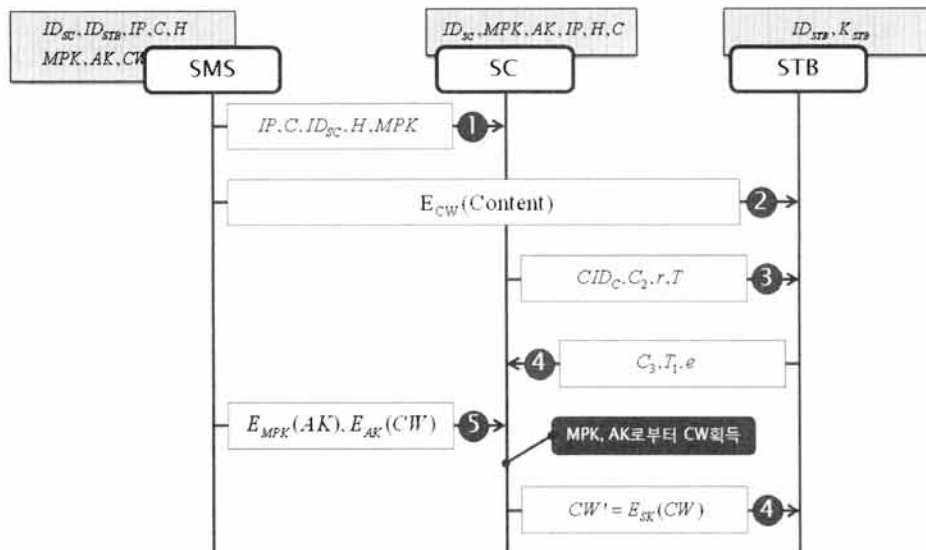 ID_SC, ID_STB, IP, C, H
MPK, AK, CW
SMS
ID_SC, MPK, AK, IP, H, C
SC
ID_STB, K_STB
STB
IP, C, ID_SC, H, MPK
1
E_CW(Content)
2
CID_C, C_2, r, T
3
4
C_3, T_1, e
E_MPK(AK), E_AK(CW)
5
MPK, AK로부터 CW획득
CW' = E_SK(CW)
4